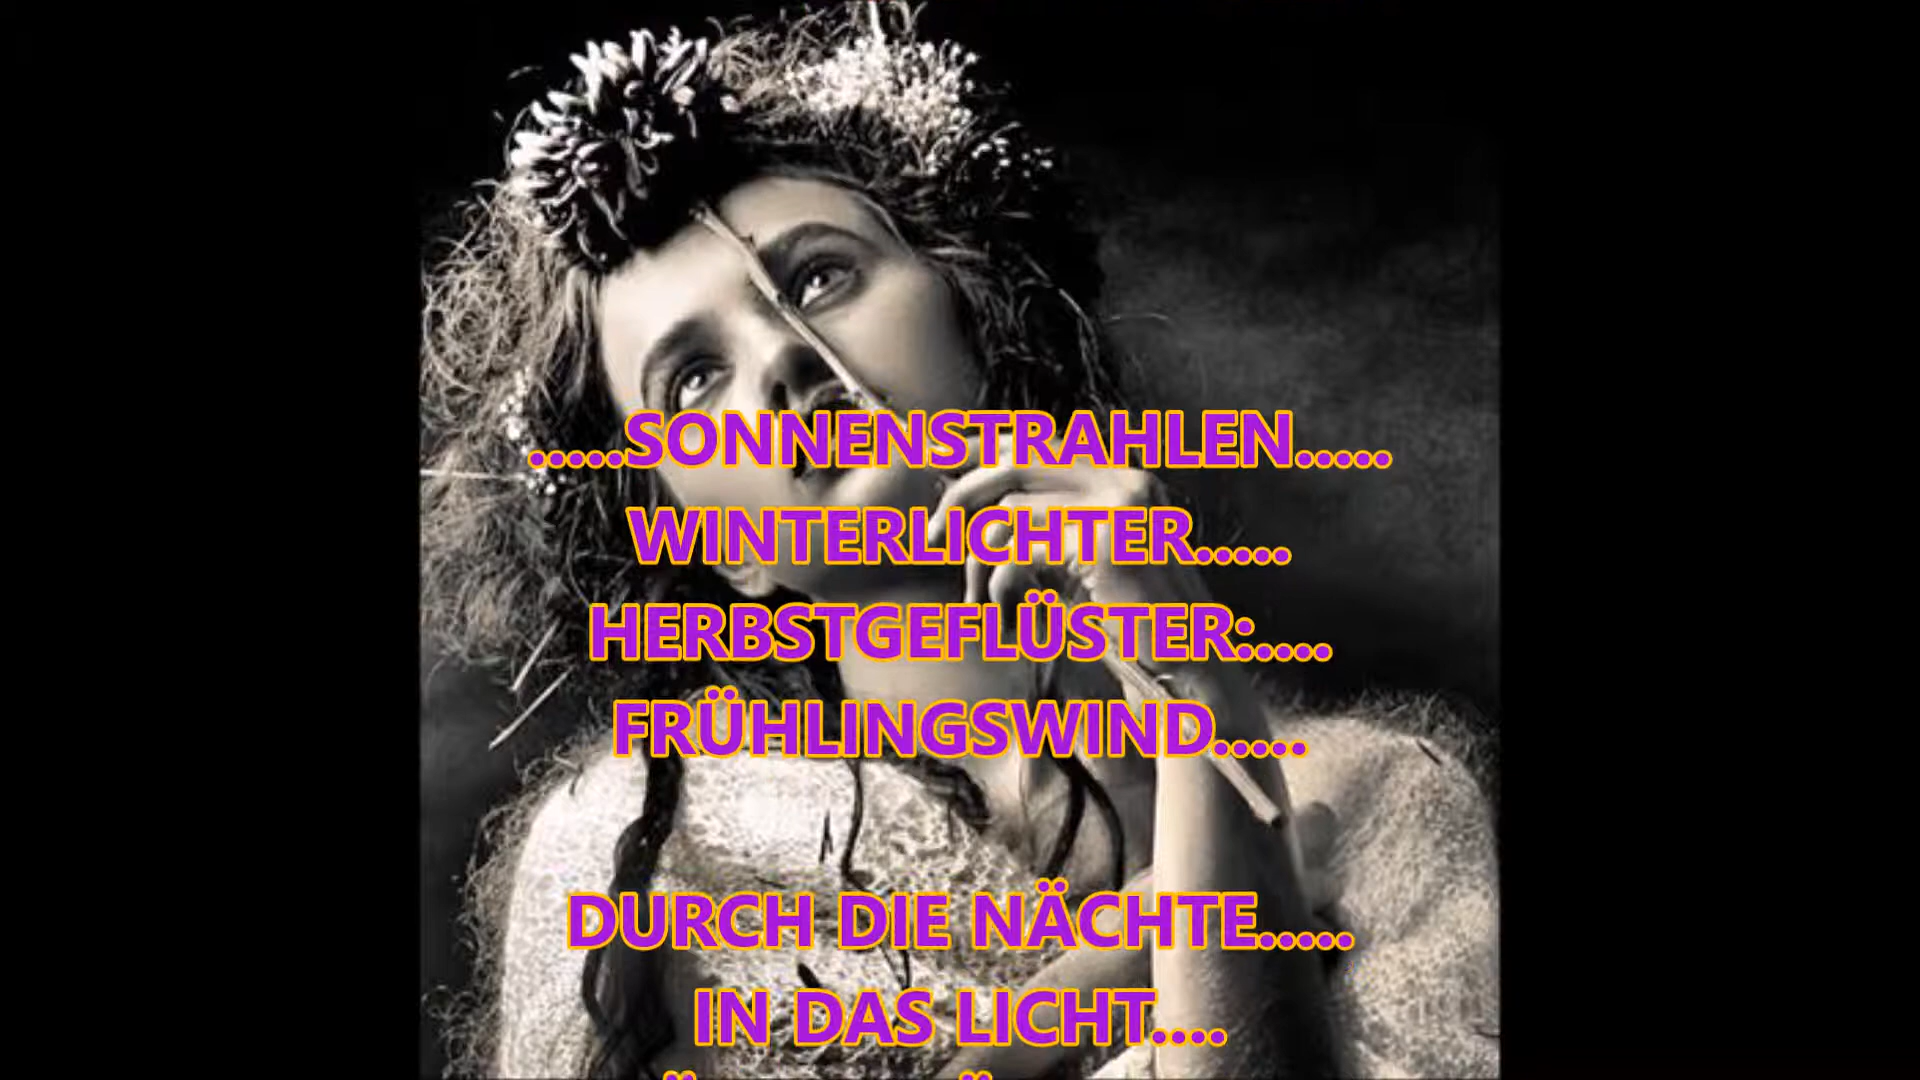 .....SONNENSTRAHLEN.....
WINTERLICHTER.....
HERBSTGEFLÜSTER:....
FRÜHLINGSWIND.....
DURCH DIE NÄCHTE.....
IN DAS LICHT....